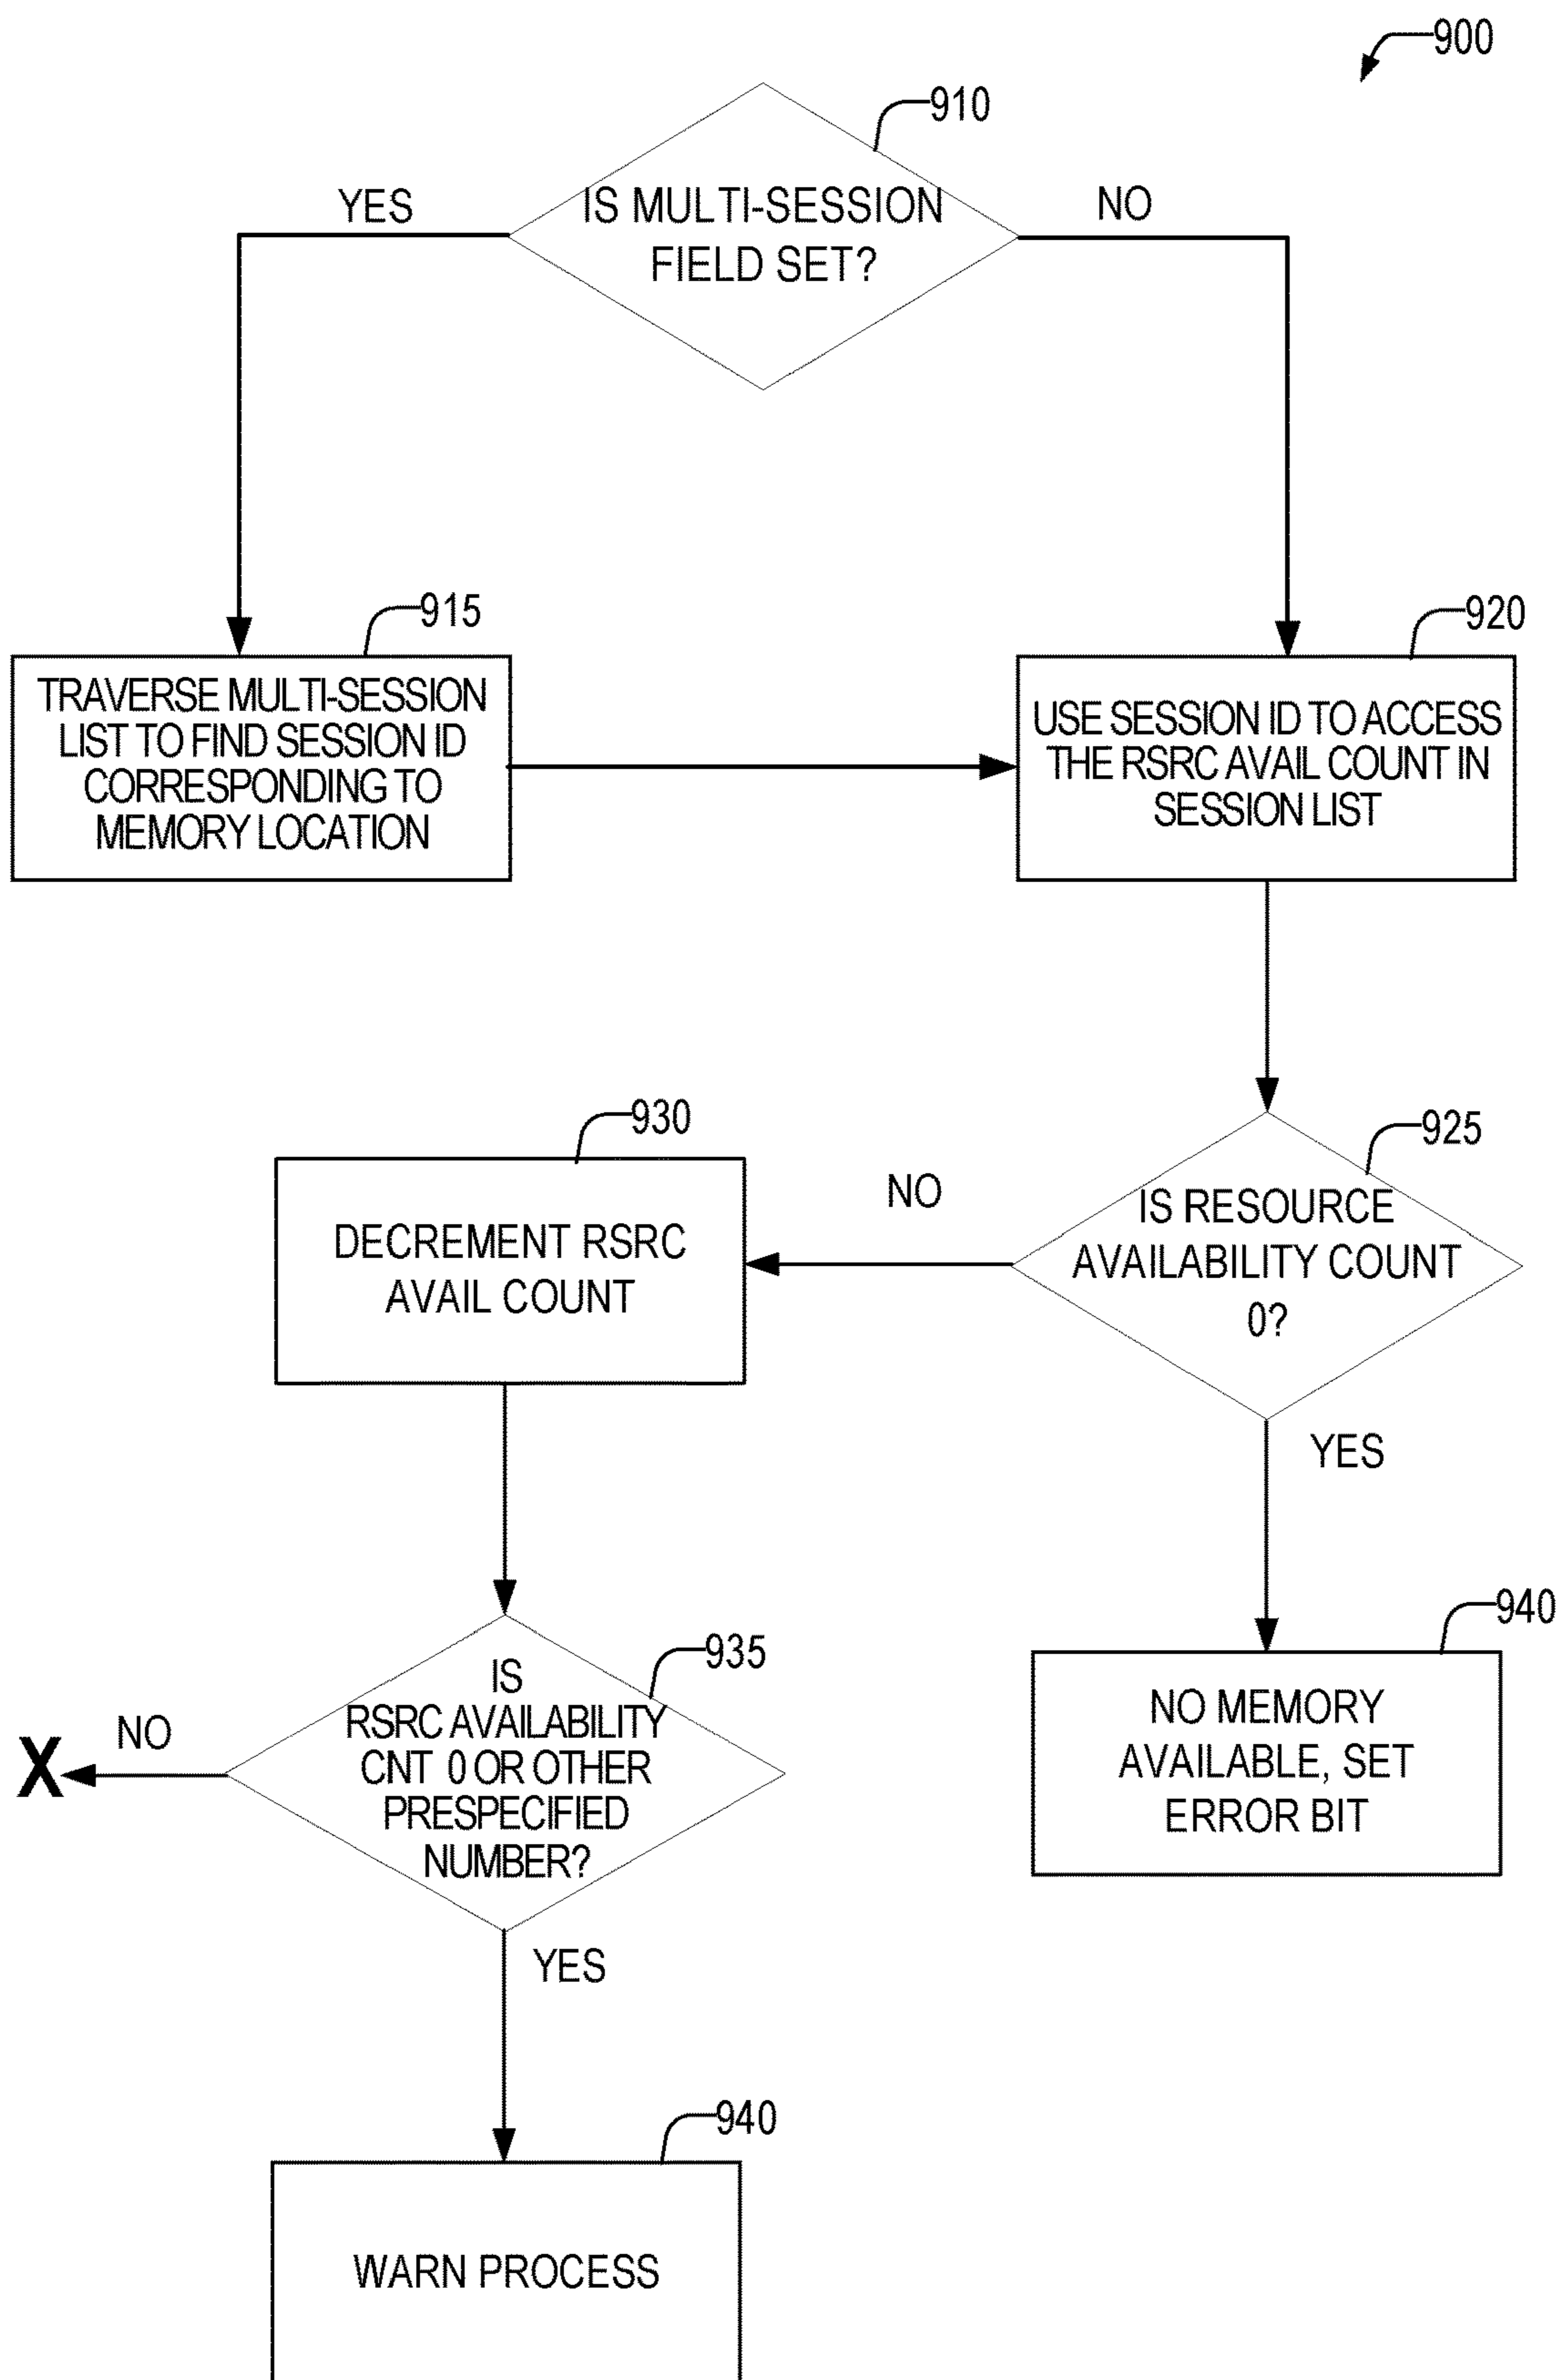 900
910
IS MULTI-SESSION
FIELD SET?
YES
NO
915
TRAVERSE MULTI-SESSION
LIST TO FIND SESSION ID
CORRESPONDING TO
MEMORY LOCATION
920
USE SESSION ID TO ACCESS
THE RSRC AVAIL COUNT IN
SESSION LIST
925
IS RESOURCE
AVAILABILITY COUNT
0?
NO
YES
930
DECREMENT RSRC
AVAIL COUNT
940
NO MEMORY
AVAILABLE, SET
ERROR BIT
935
IS
RSRC AVAILABILITY
CNT 0 OR OTHER
PRESPECIFIED
NUMBER?
NO
X
YES
940
WARN PROCESS